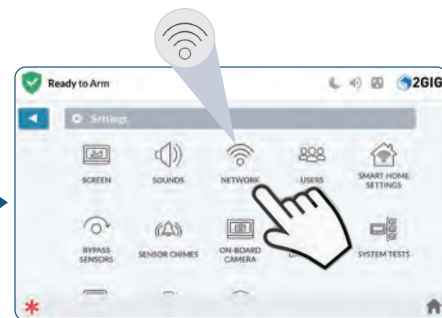 Ready to Arm
2GIG
Settings
SCREEN
SOUNDS
NETWORK
USERS
SMART HOME
SETTINGS
BYPASS
SENSORS
SENSOR CHIMES
ON-BOARD
CAMERA
SYSTEM TESTS